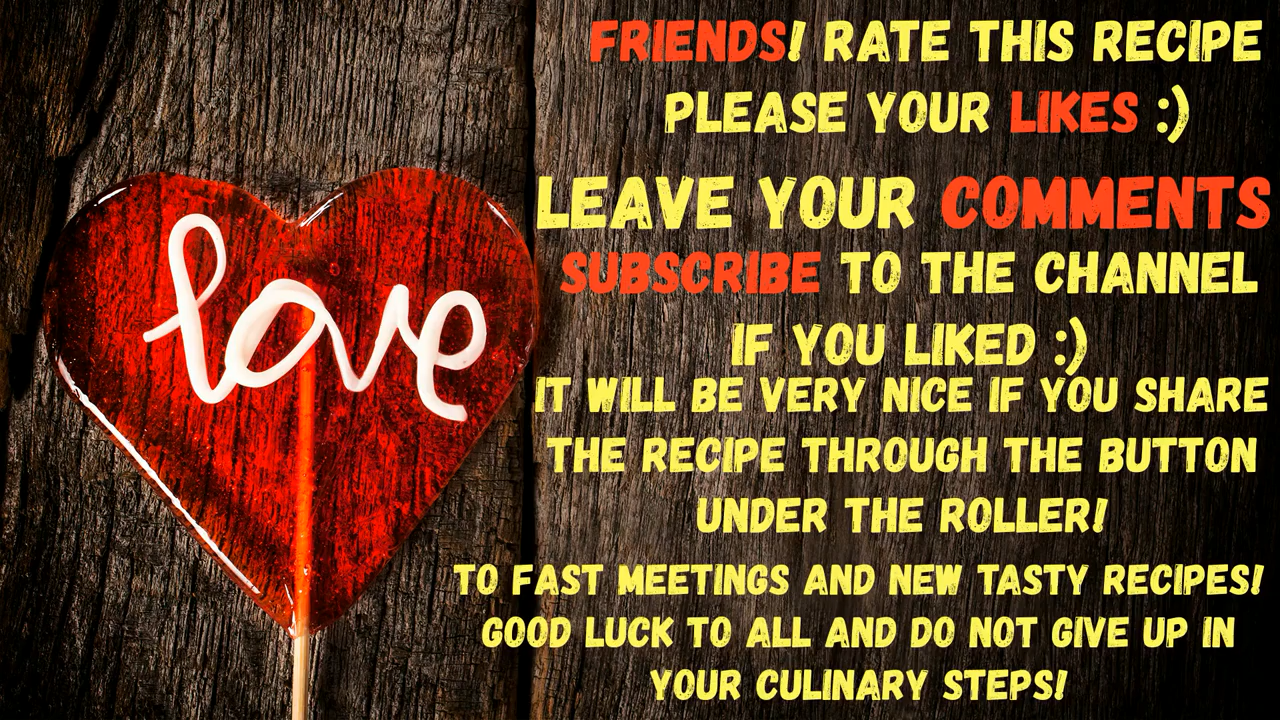 love
FRIENDS! RATE THIS RECIPE
PLEASE YOUR LIKES :)
LEAVE YOUR COMMENTS
SUBSCRIBE TO THE CHANNEL
IF YOU LIKED :)
IT WILL BE VERY NICE IF YOU SHARE
THE RECIPE THROUGH THE BUTTON
UNDER THE ROLLER!
TO FAST MEETINGS AND NEW TASTY RECIPES!
GOOD LUCK TO ALL AND DO NOT GIVE UP IN
YOUR CULINARY STEPS!